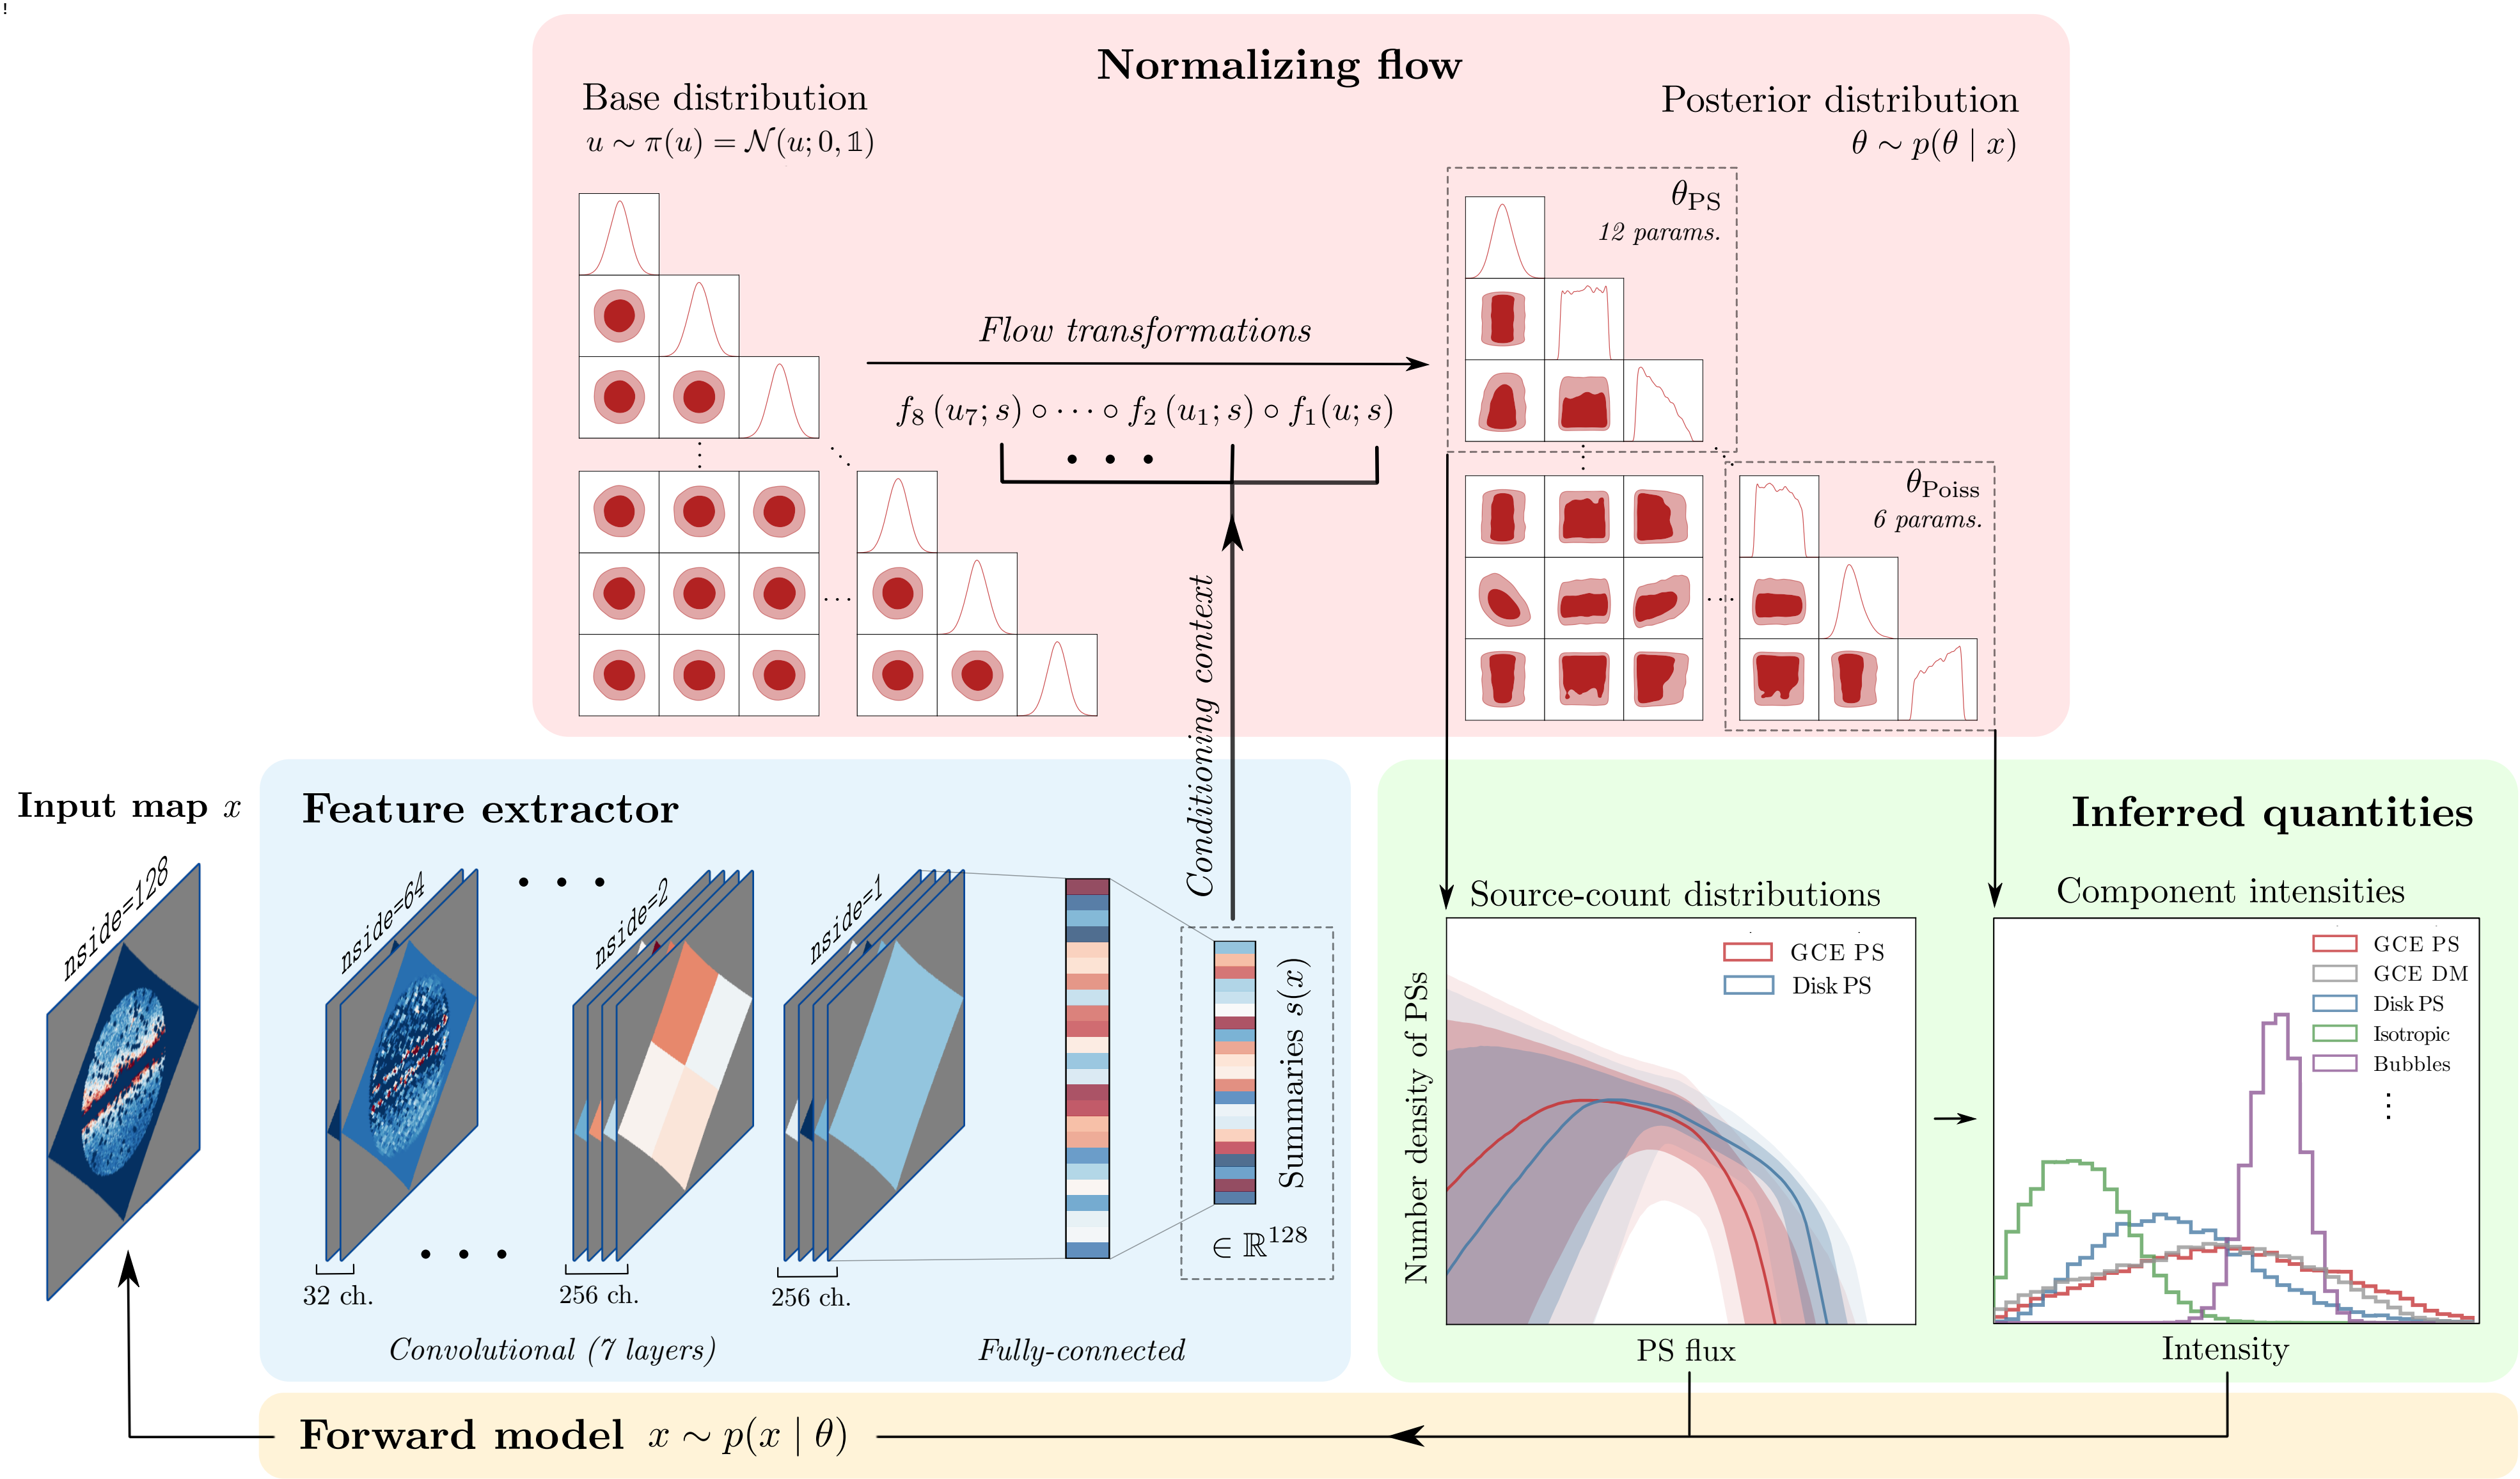 !
Normalizing flow
Base distribution
u ∼ π(u) = 𝒩(u; 0, 𝟙)
Posterior distribution
θ ∼ p(θ | x)
θ_PS
12 params.
Flow transformations
f₈ (u₇; s) ∘ ⋯ ∘ f₂ (u₁; s) ∘ f₁(u; s)
θ_Poiss
6 params.
Conditioning context
Input map x
nside=128
Feature extractor
nside=64
nside=2
nside=1
32 ch.
256 ch.
256 ch.
Convolutional (7 layers)
Fully-connected
Summaries s(x)
∈ ℝ¹²⁸
Inferred quantities
Source-count distributions
GCE PS
Disk PS
Number density of PSs
PS flux
Component intensities
GCE PS
GCE DM
Disk PS
Isotropic
Bubbles
Intensity
Forward model x ∼ p(x | θ)